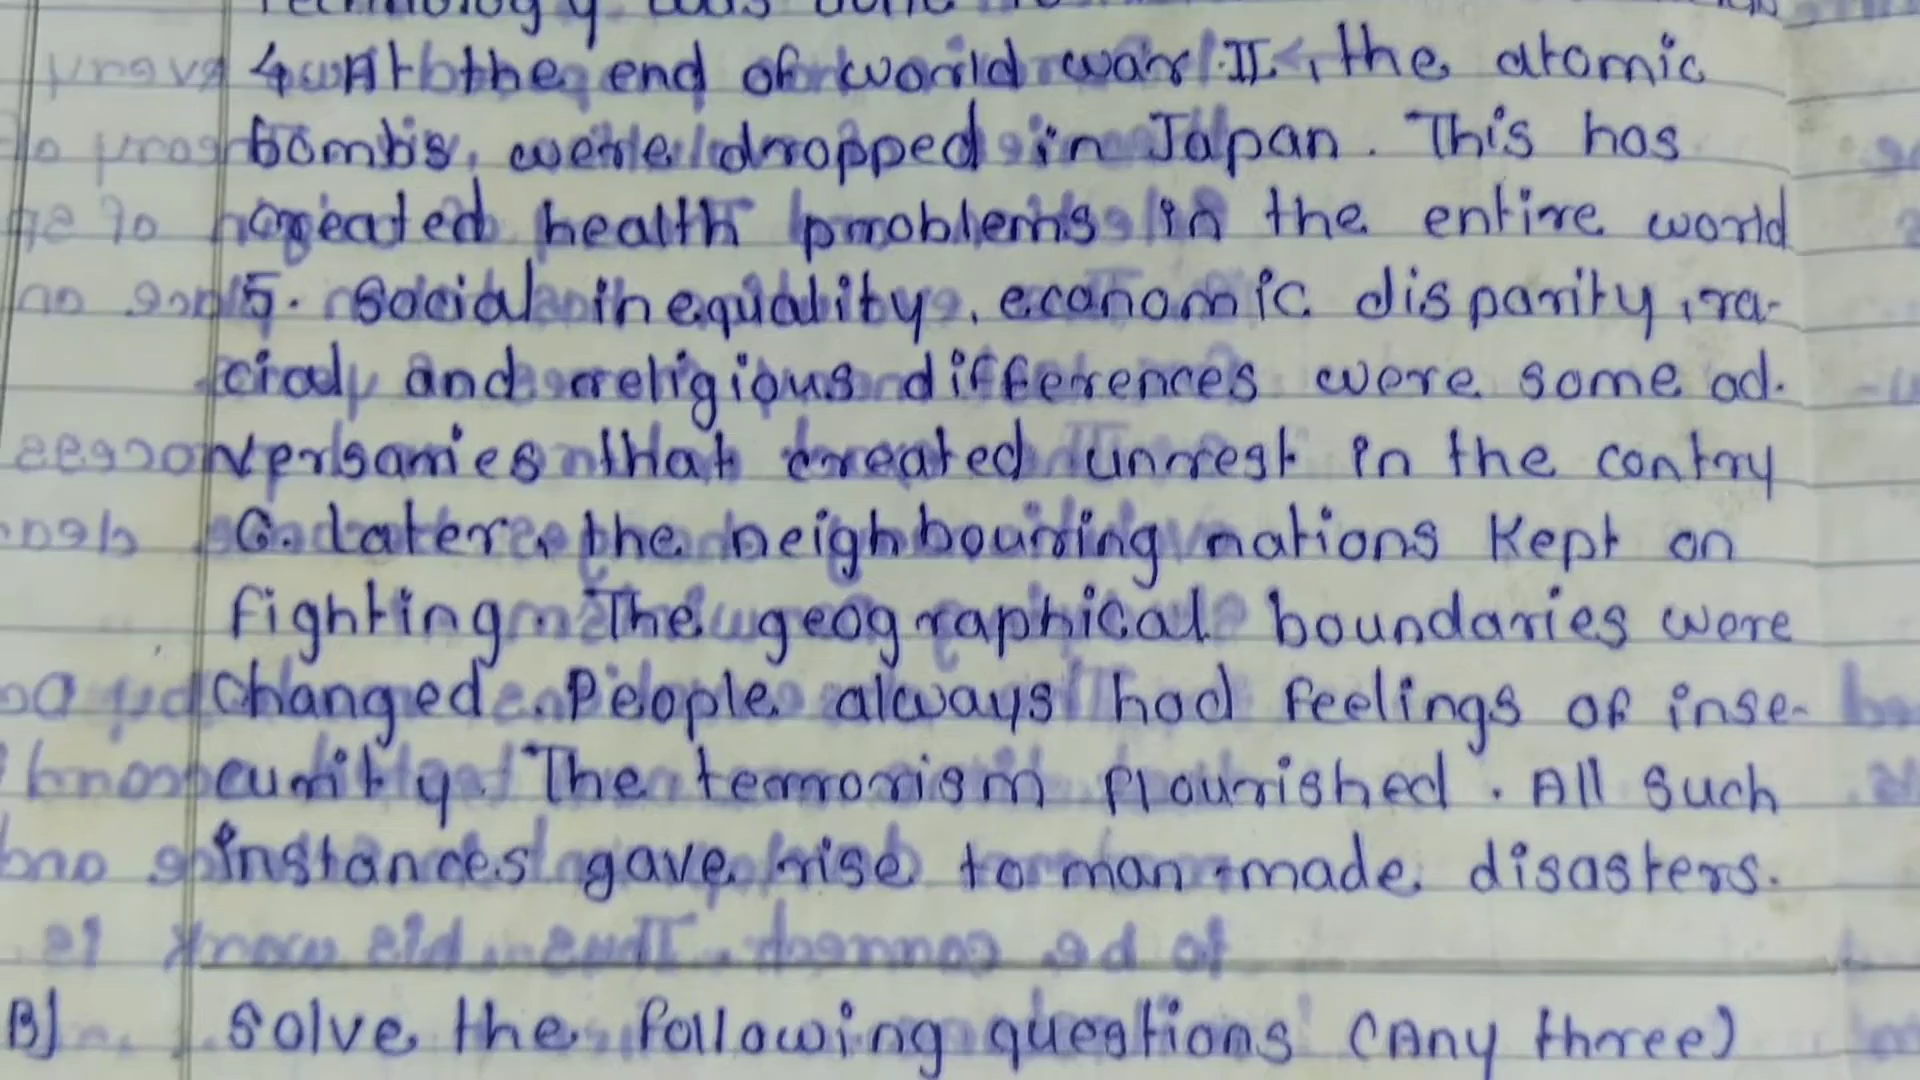 Technology was done
4. At the end of world war II, the atomic
bombs were dropped in Japan. This has
created health problems in the entire world
5. Social inequality, economic disparity, ra-
cial and religious differences were some ad-
versaries that created unrest in the contry
6. Later, the neighbouring nations kept on
fighting. The geographical boundaries were
changed. People always had feelings of inse-
curity. The terrorism flourished. All such
instances gave rise to man-made disasters.
B] Solve the following questions (Any three)